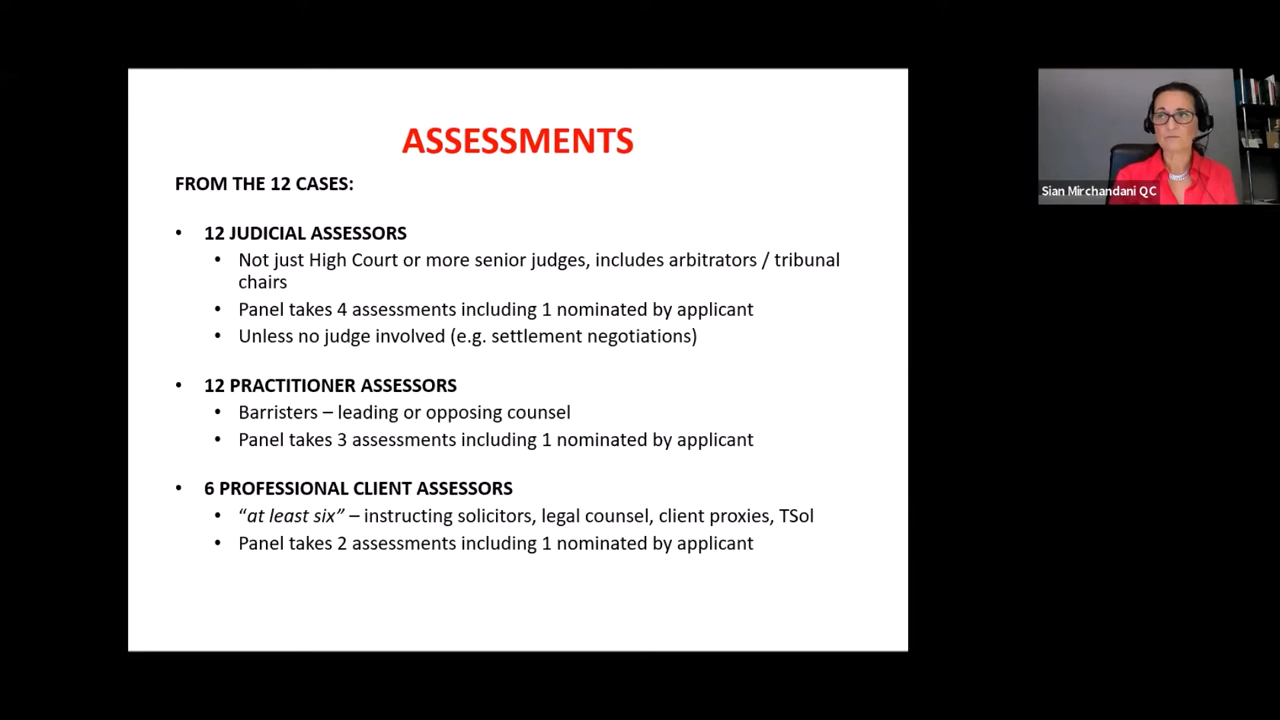 ASSESSMENTS
FROM THE 12 CASES:
• 12 JUDICIAL ASSESSORS
• Not just High Court or more senior judges, includes arbitrators / tribunal
chairs
• Panel takes 4 assessments including 1 nominated by applicant
• Unless no judge involved (e.g. settlement negotiations)
• 12 PRACTITIONER ASSESSORS
• Barristers – leading or opposing counsel
• Panel takes 3 assessments including 1 nominated by applicant
• 6 PROFESSIONAL CLIENT ASSESSORS
• “at least six” – instructing solicitors, legal counsel, client proxies, TSol
• Panel takes 2 assessments including 1 nominated by applicant
Sian Mirchandani QC